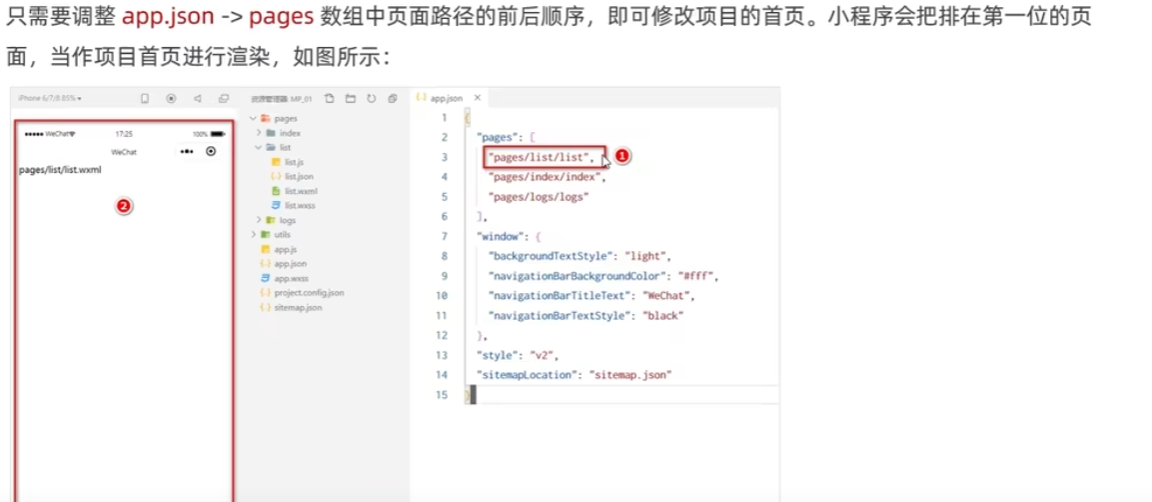 只需要调整 app.json -> pages 数组中页面路径的前后顺序，即可修改项目的首页。小程序会把排在第一位的页
面，当作项目首页进行渲染，如图所示：
iPhone 6/7/8 85%
WeChat 17:25 100%
WeChat
pages/list/list.wxml
2
资源管理器: MP_01
pages
index
list
list.js
list.json
list.wxml
list.wxss
logs
utils
app.js
app.json
app.wxss
project.config.json
sitemap.json
app.json
1 {
2 "pages": [
3 "pages/list/list", 1
4 "pages/index/index",
5 "pages/logs/logs"
6 ],
7 "window": {
8 "backgroundTextStyle": "light",
9 "navigationBarBackgroundColor": "#fff",
10 "navigationBarTitleText": "WeChat",
11 "navigationBarTextStyle": "black"
12 },
13 "style": "v2",
14 "sitemapLocation": "sitemap.json"
15 }